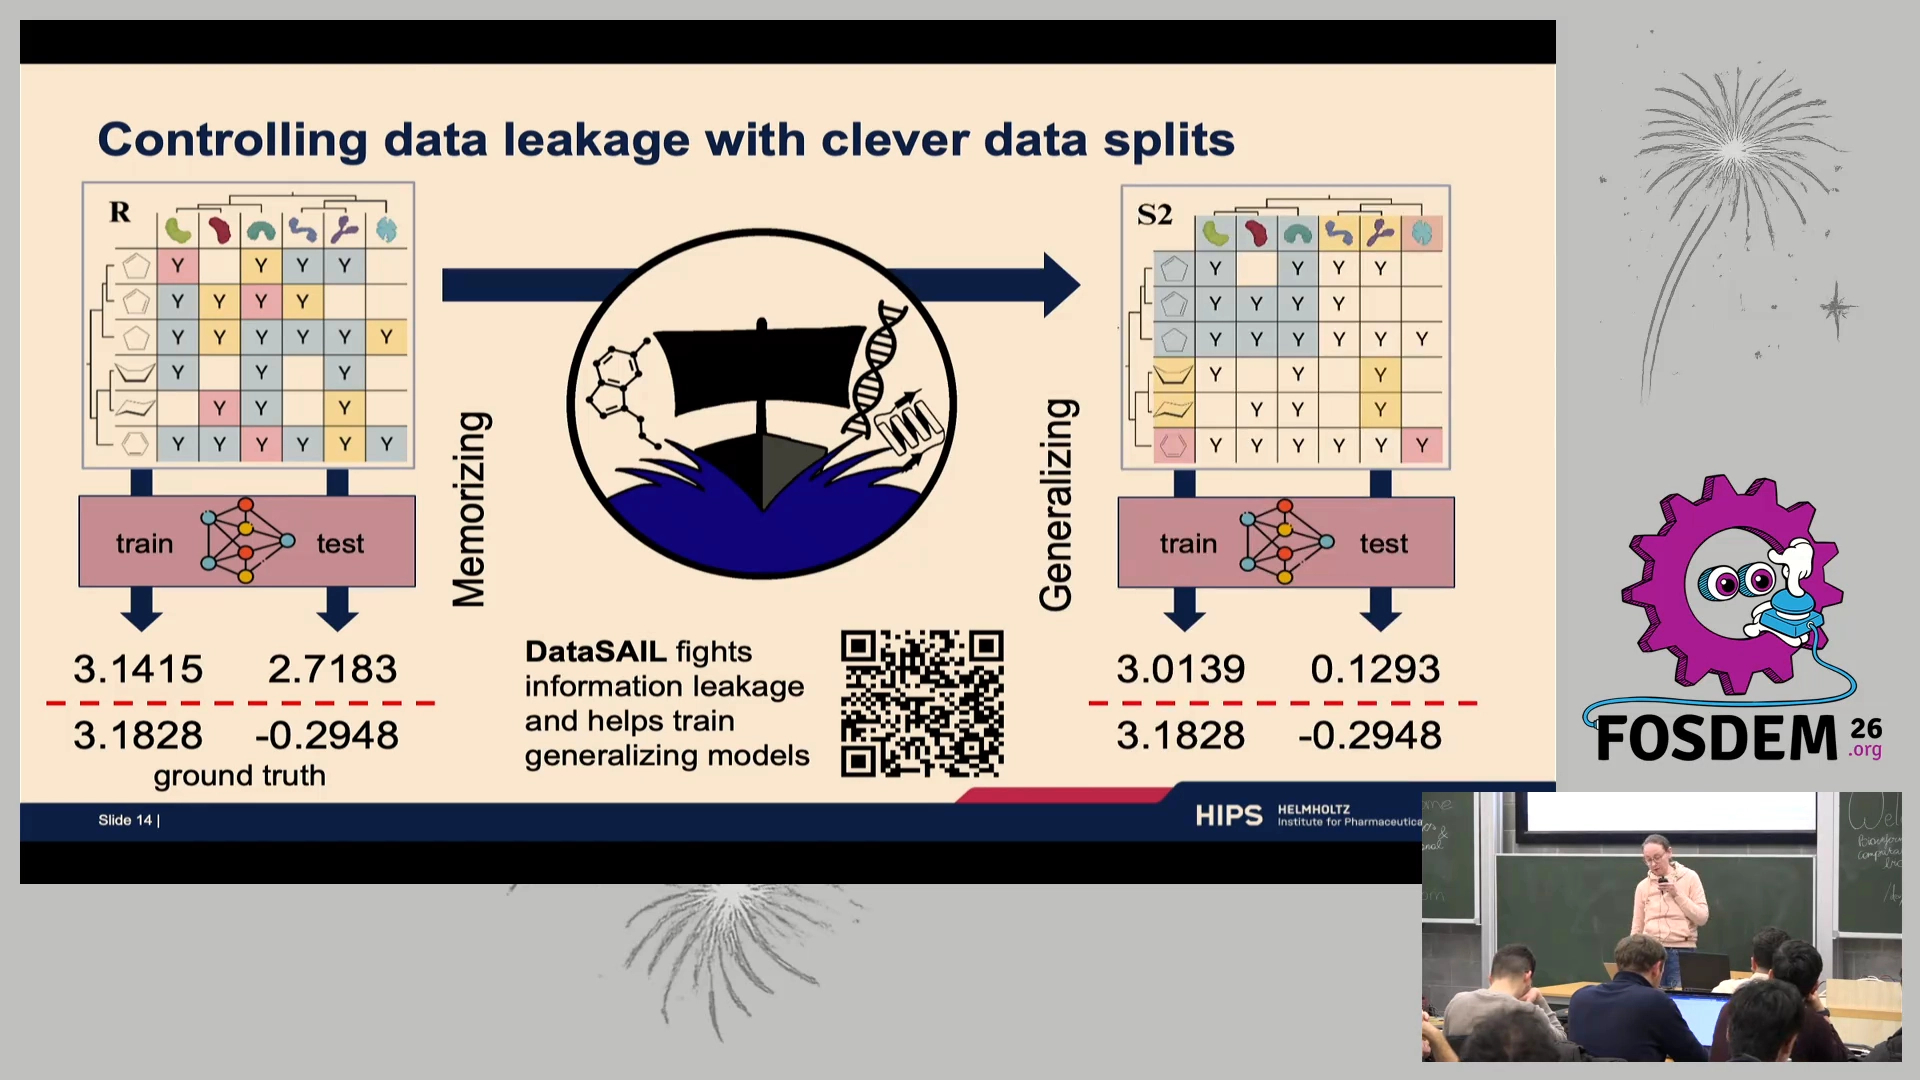 Controlling data leakage with clever data splits
R
Y Y Y Y
Y Y Y Y
Y Y Y Y Y Y
Y Y Y
Y Y Y
Y Y Y Y Y Y
train test
3.1415 2.7183
3.1828 -0.2948
ground truth
Memorizing
DataSAIL fights
information leakage
and helps train
generalizing models
Generalizing
S2
Y Y Y Y
Y Y Y Y
Y Y Y Y Y Y
Y Y Y
Y Y Y
Y Y Y Y Y Y
train test
3.0139 0.1293
3.1828 -0.2948
Slide 14 |
HIPS
HELMHOLTZ
Institute for Pharmaceutica
FOSDEM 26
.org